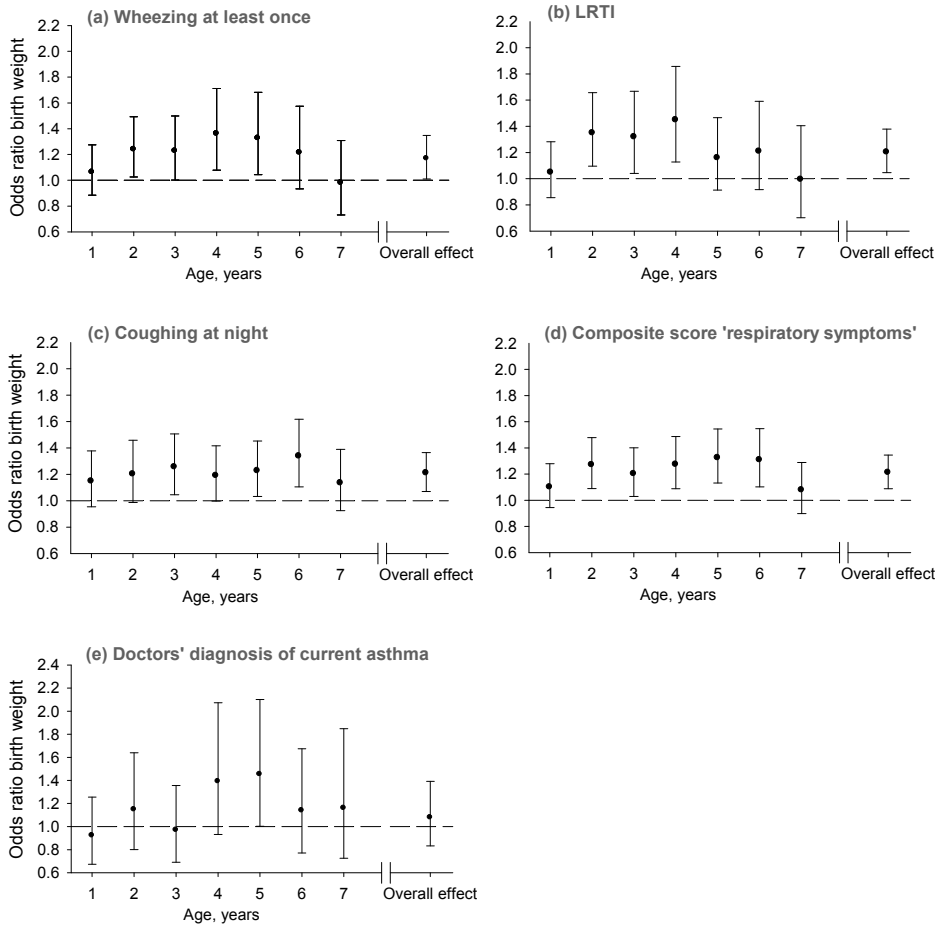 (a) Wheezing at least once
Odds ratio birth weight
2.2
2.0
1.8
1.6
1.4
1.2
1.0
0.8
0.6
1 2 3 4 5 6 7 Overall effect
Age, years
(b) LRTI
2.2
2.0
1.8
1.6
1.4
1.2
1.0
0.8
0.6
1 2 3 4 5 6 7 Overall effect
Age, years
(c) Coughing at night
Odds ratio birth weight
2.2
2.0
1.8
1.6
1.4
1.2
1.0
0.8
0.6
1 2 3 4 5 6 7 Overall effect
Age, years
(d) Composite score 'respiratory symptoms'
2.2
2.0
1.8
1.6
1.4
1.2
1.0
0.8
0.6
1 2 3 4 5 6 7 Overall effect
Age, years
(e) Doctors' diagnosis of current asthma
Odds ratio birth weight
2.4
2.2
2.0
1.8
1.6
1.4
1.2
1.0
0.8
0.6
1 2 3 4 5 6 7 Overall effect
Age, years